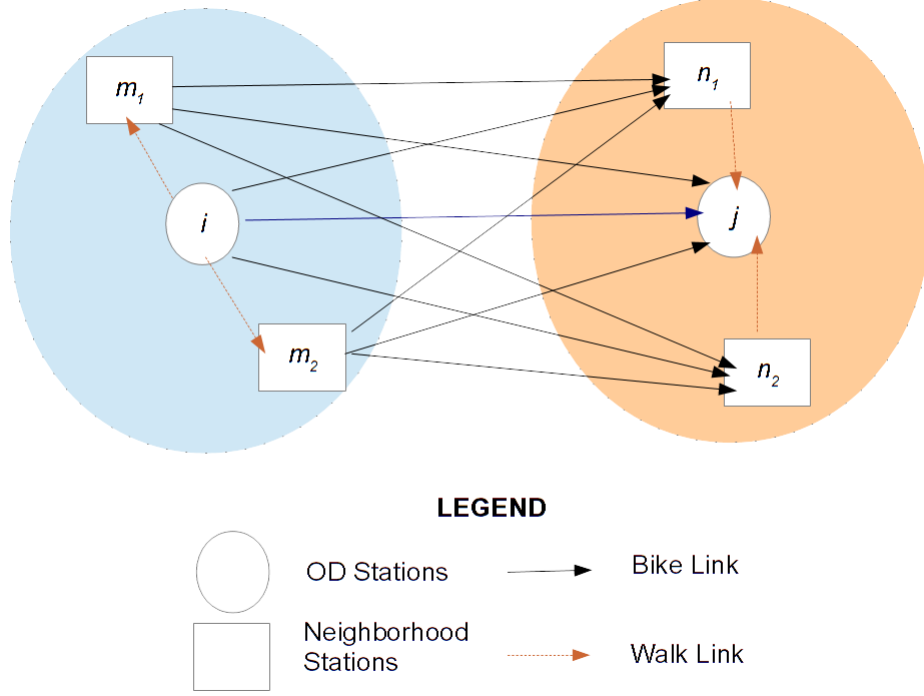 m1
n1
i
j
m2
n2
LEGEND
OD Stations
Bike Link
Neighborhood
Stations
Walk Link